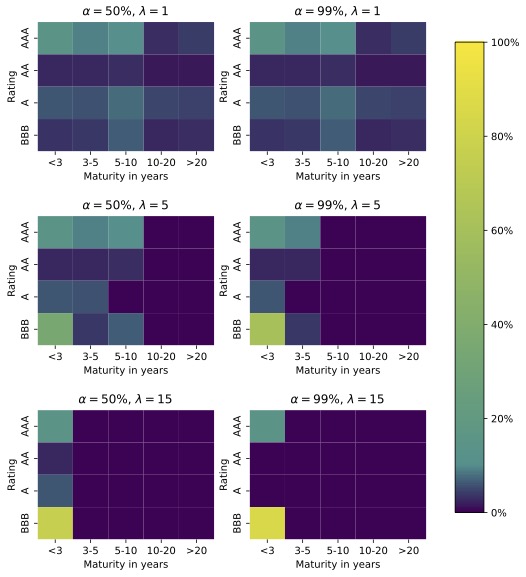 α = 50%, λ = 1
α = 99%, λ = 1
Rating
AAA
AA
A
BBB
Rating
AAA
AA
A
BBB
<3 3-5 5-10 10-20 >20
<3 3-5 5-10 10-20 >20
Maturity in years
Maturity in years
α = 50%, λ = 5
α = 99%, λ = 5
Rating
AAA
AA
A
BBB
Rating
AAA
AA
A
BBB
<3 3-5 5-10 10-20 >20
<3 3-5 5-10 10-20 >20
Maturity in years
Maturity in years
α = 50%, λ = 15
α = 99%, λ = 15
Rating
AAA
AA
A
BBB
Rating
AAA
AA
A
BBB
<3 3-5 5-10 10-20 >20
<3 3-5 5-10 10-20 >20
Maturity in years
Maturity in years
100%
80%
60%
40%
20%
0%